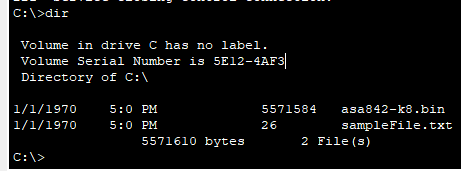 C:\>dir
Volume in drive C has no label.
Volume Serial Number is 5E12-4AF3
Directory of C:\
1/1/1970 5:0 PM 5571584 asa842-k8.bin
1/1/1970 5:0 PM 26 sampleFile.txt
5571610 bytes 2 File(s)
C:\>